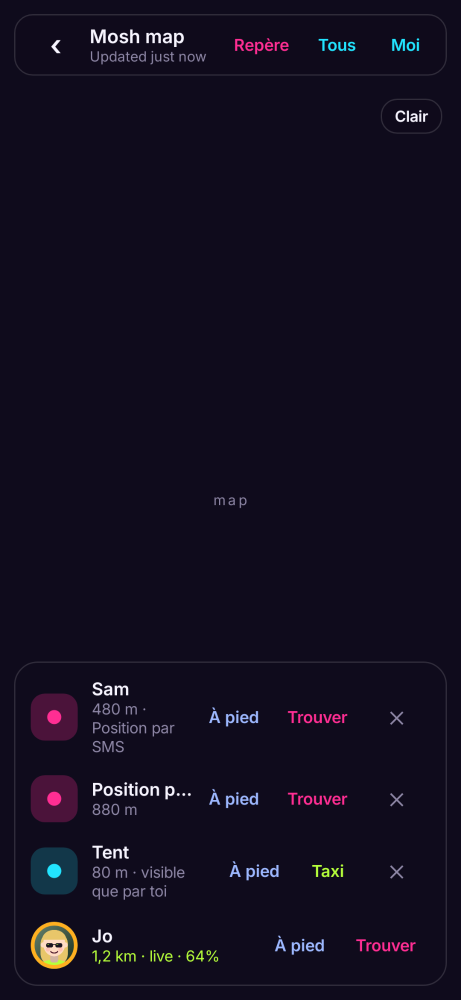 ‹ Mosh map Repère Tous Moi
Updated just now
Clair
map
Sam
480 m ·
Position par
SMS
À pied Trouver ×
Position p...
880 m
À pied Trouver ×
Tent
80 m · visible
que par toi
À pied Taxi ×
Jo
1,2 km · live · 64%
À pied Trouver